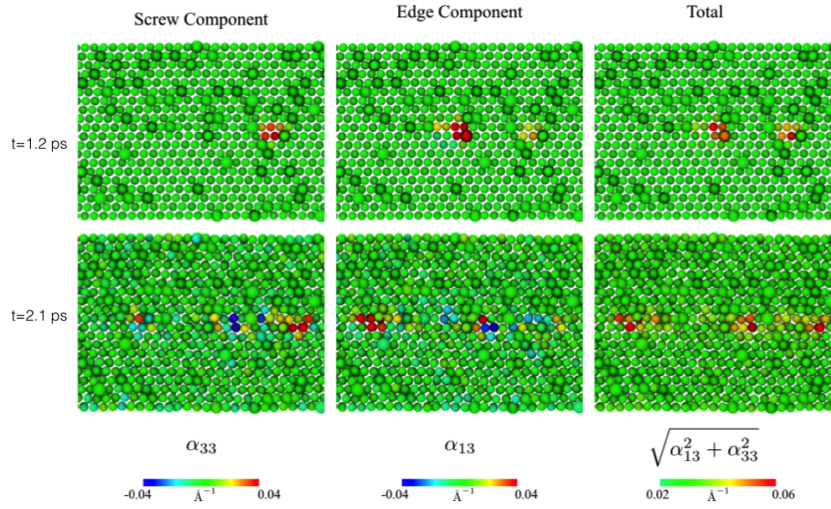 Screw Component
Edge Component
Total
t=1.2 ps
t=2.1 ps
α₃₃
α₁₃
√(α₁₃² + α₃₃²)
-0.04 Å⁻¹ 0.04
-0.04 Å⁻¹ 0.04
0.02 Å⁻¹ 0.06